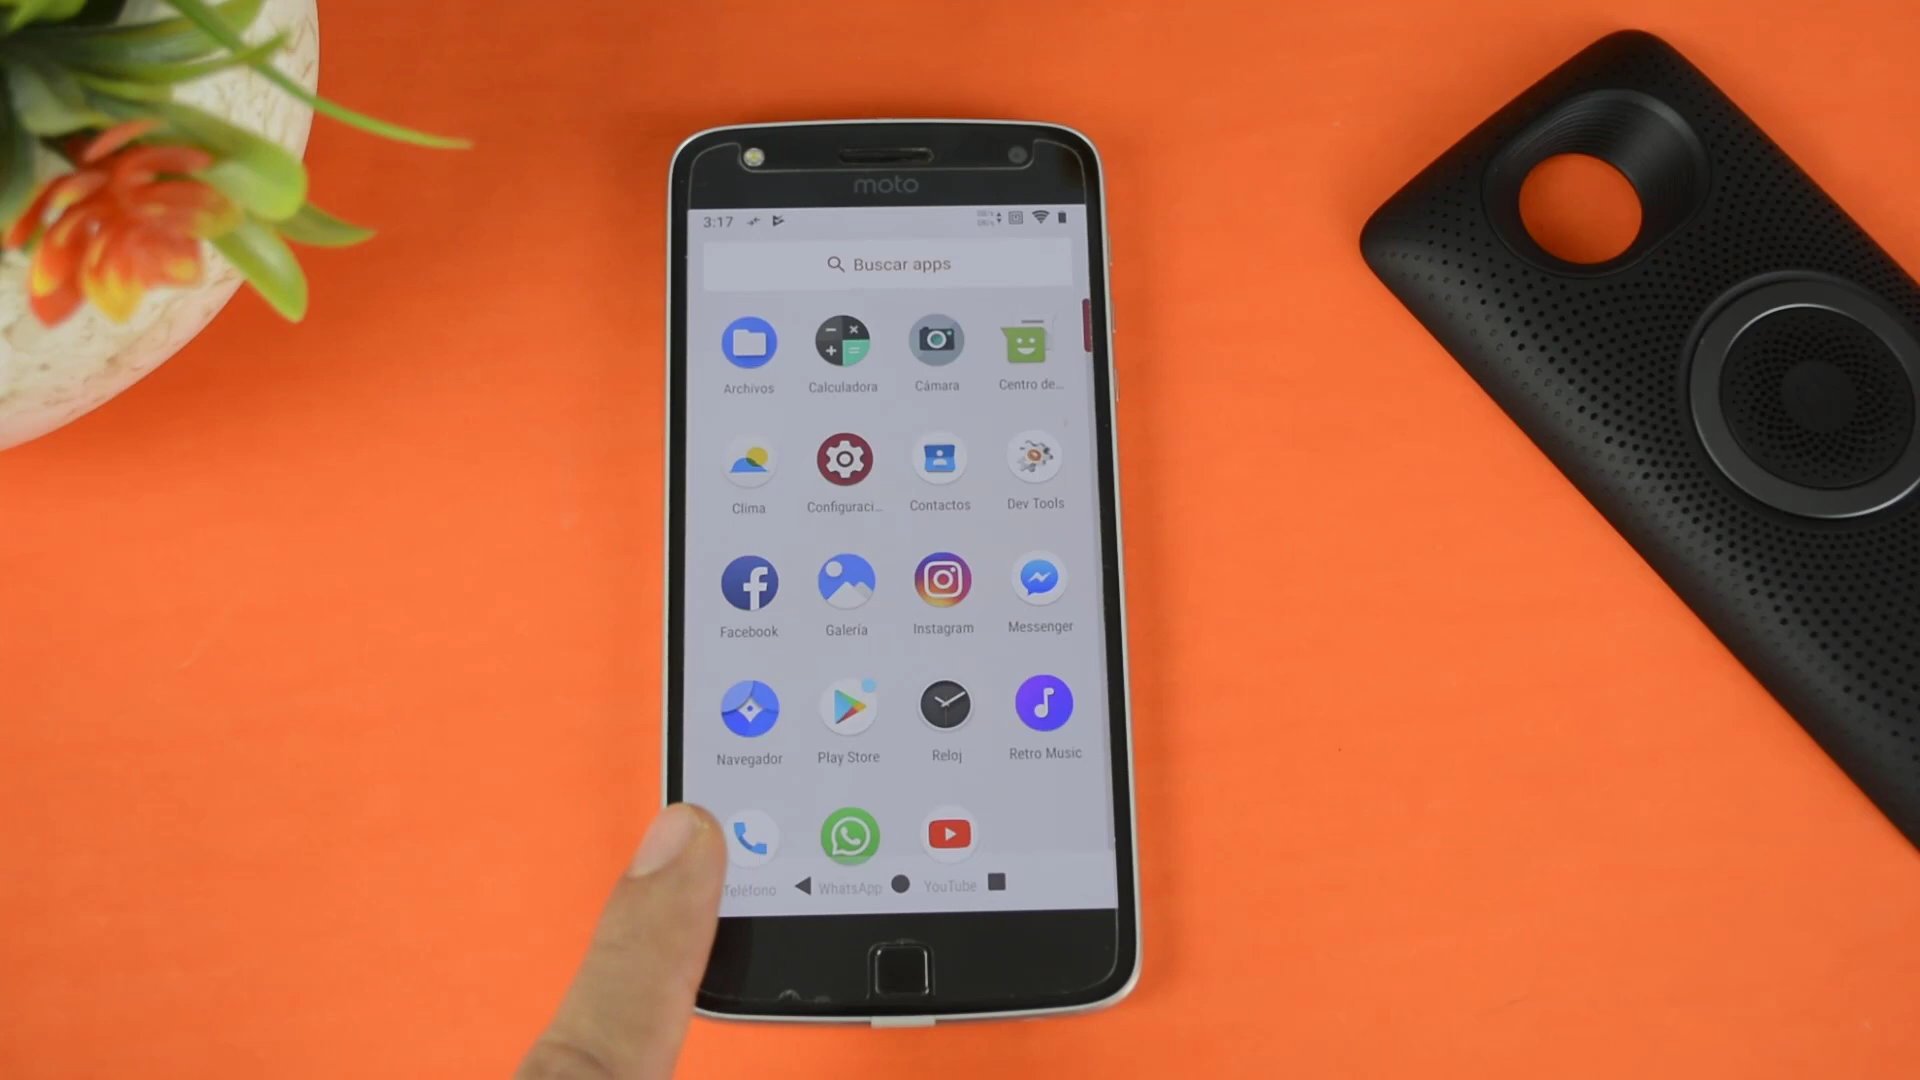 moto
3:17
Buscar apps
Archivos
Calculadora
Cámara
Centro de...
Clima
Configuraci...
Contactos
Dev Tools
Facebook
Galería
Instagram
Messenger
Navegador
Play Store
Reloj
Retro Music
Teléfono
WhatsApp
YouTube